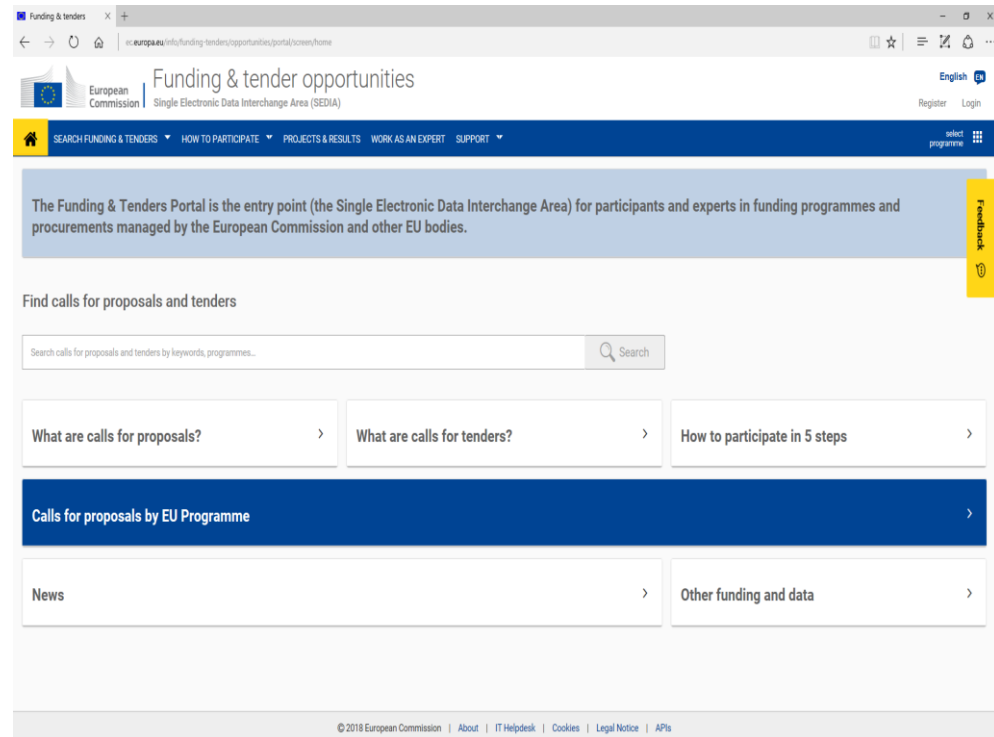 Funding & tenders
ec.europa.eu/info/funding-tenders/opportunities/portal/screen/home
European
Commission
Funding & tender opportunities
Single Electronic Data Interchange Area (SEDIA)
English EN
Register Login
SEARCH FUNDING & TENDERS HOW TO PARTICIPATE PROJECTS & RESULTS WORK AS AN EXPERT SUPPORT
select
programme
The Funding & Tenders Portal is the entry point (the Single Electronic Data Interchange Area) for participants and experts in funding programmes and
procurements managed by the European Commission and other EU bodies.
Feedback
Find calls for proposals and tenders
Search calls for proposals and tenders by keywords, programmes...
Search
What are calls for proposals?
What are calls for tenders?
How to participate in 5 steps
Calls for proposals by EU Programme
News
Other funding and data
© 2018 European Commission | About | IT Helpdesk | Cookies | Legal Notice | APIs